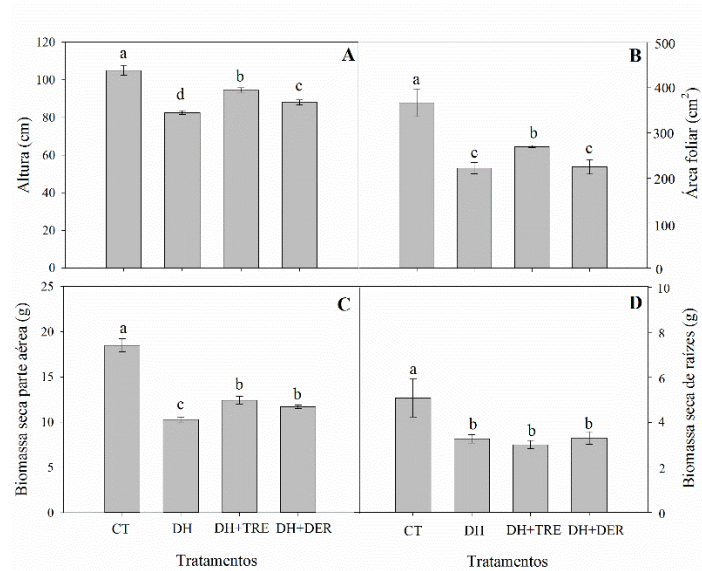 A
Altura (cm)
120
100
80
60
40
20
0
a
d
b
c
B
Área foliar (cm²)
500
400
300
200
100
0
a
c
b
c
C
Biomassa seca parte aérea (g)
25
20
15
10
5
0
a
c
b
b
CT DH DH+TRE DH+DER
Tratamentos
D
Biomassa seca de raízes (g)
10
8
6
4
2
0
a
b
b
b
CT DH DH+TRE DH+DER
Tratamentos